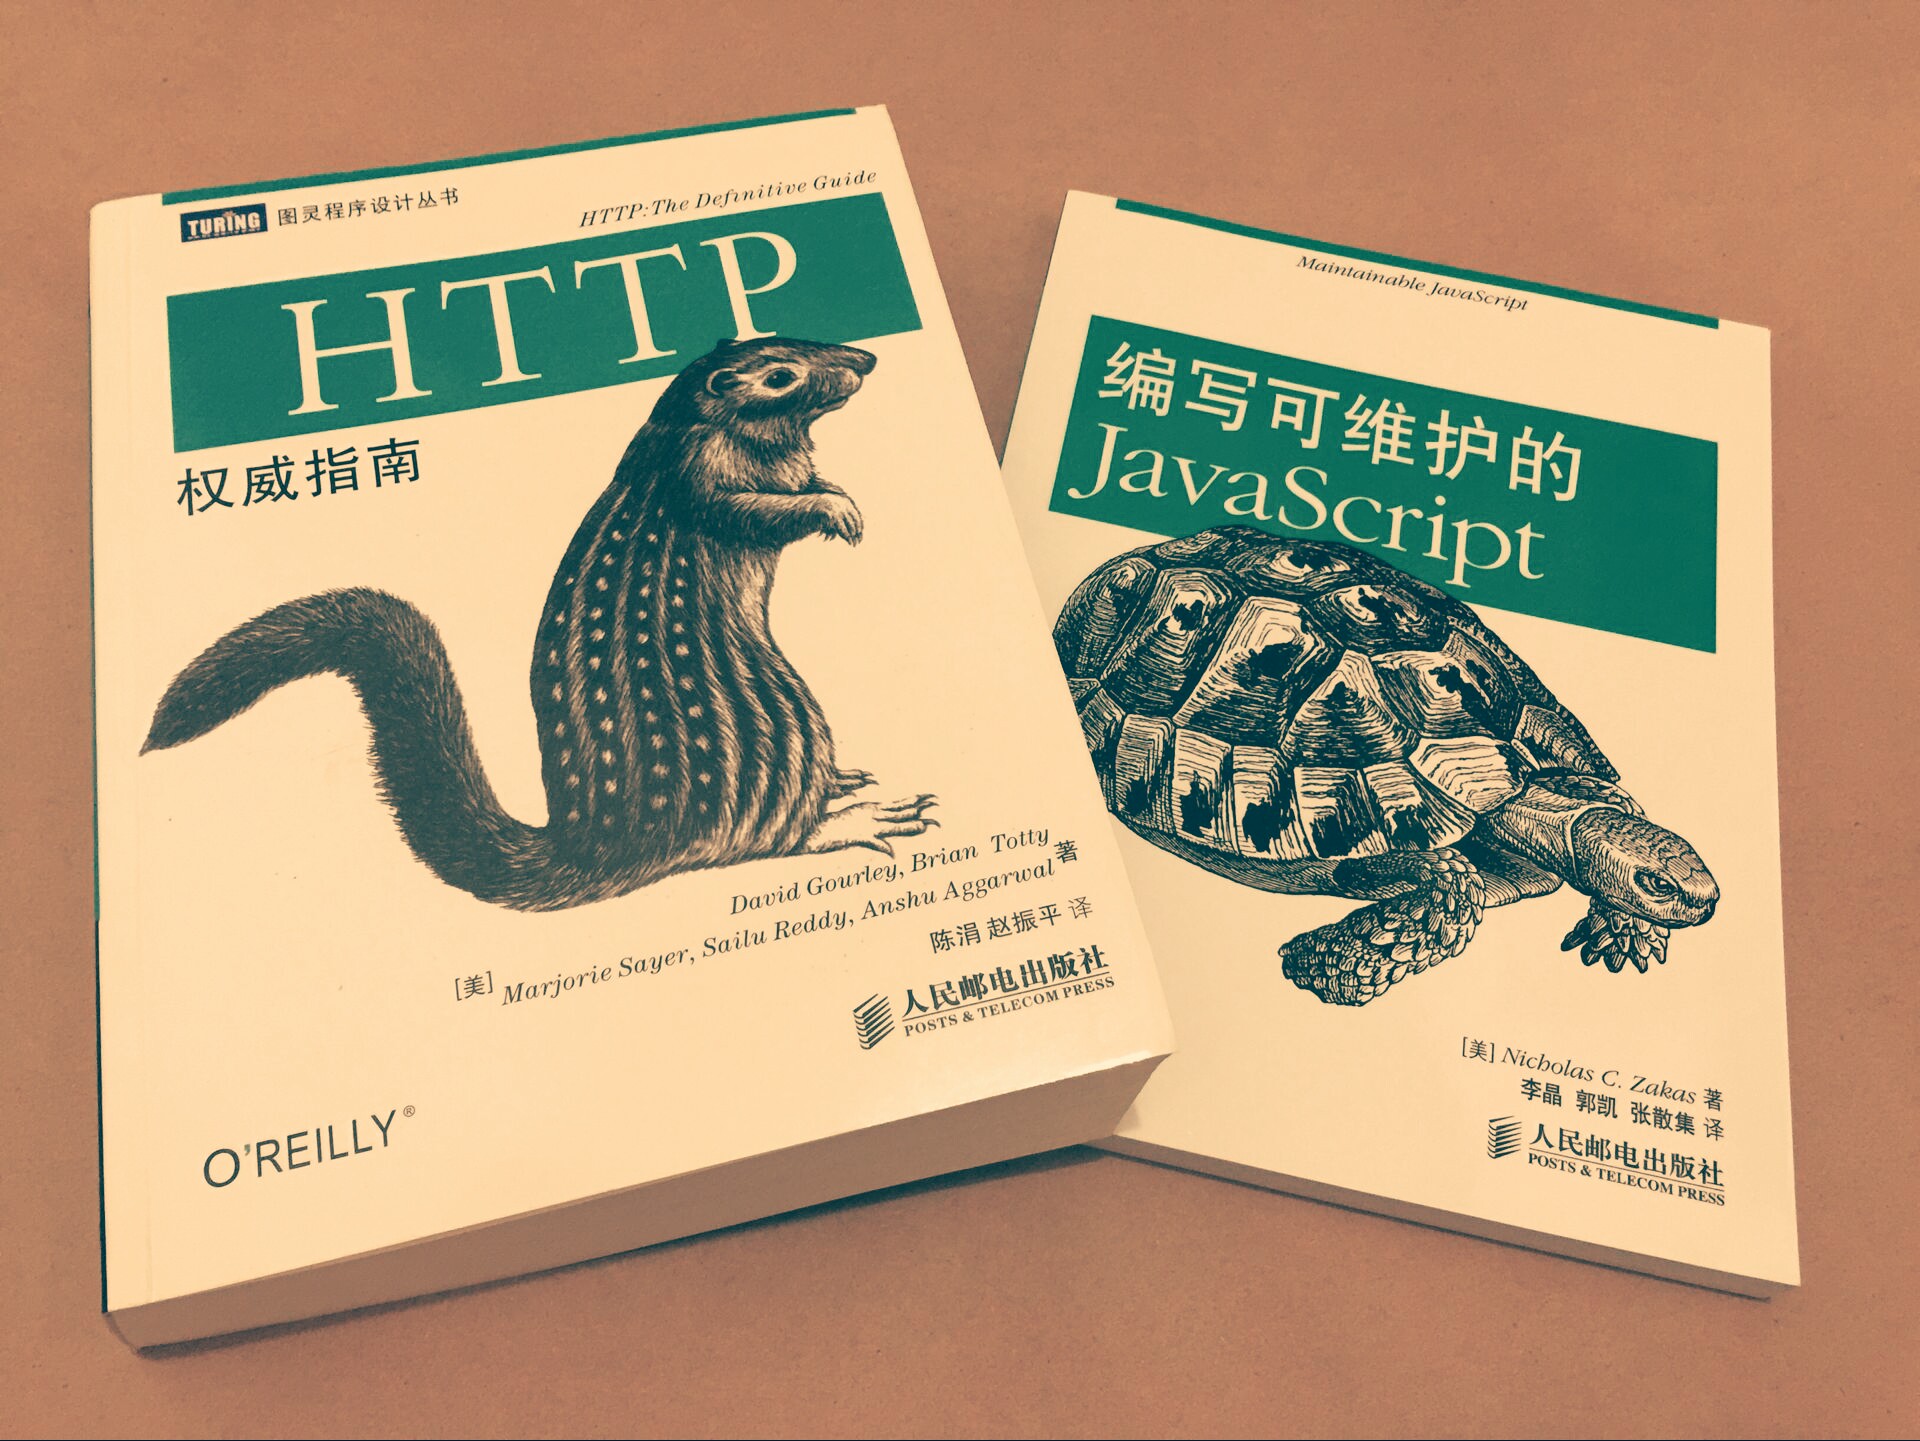 TURING 图灵程序设计丛书
HTTP: The Definitive Guide
HTTP
权威指南
David Gourley, Brian Totty
[美] Marjorie Sayer, Sailu Reddy, Anshu Aggarwal 著
陈涓 赵振平 译
人民邮电出版社
POSTS & TELECOM PRESS
O'REILLY®
Maintainable JavaScript
编写可维护的
JavaScript
[美] Nicholas C. Zakas 著
李晶 郭凯 张散集 译
人民邮电出版社
POSTS & TELECOM PRESS